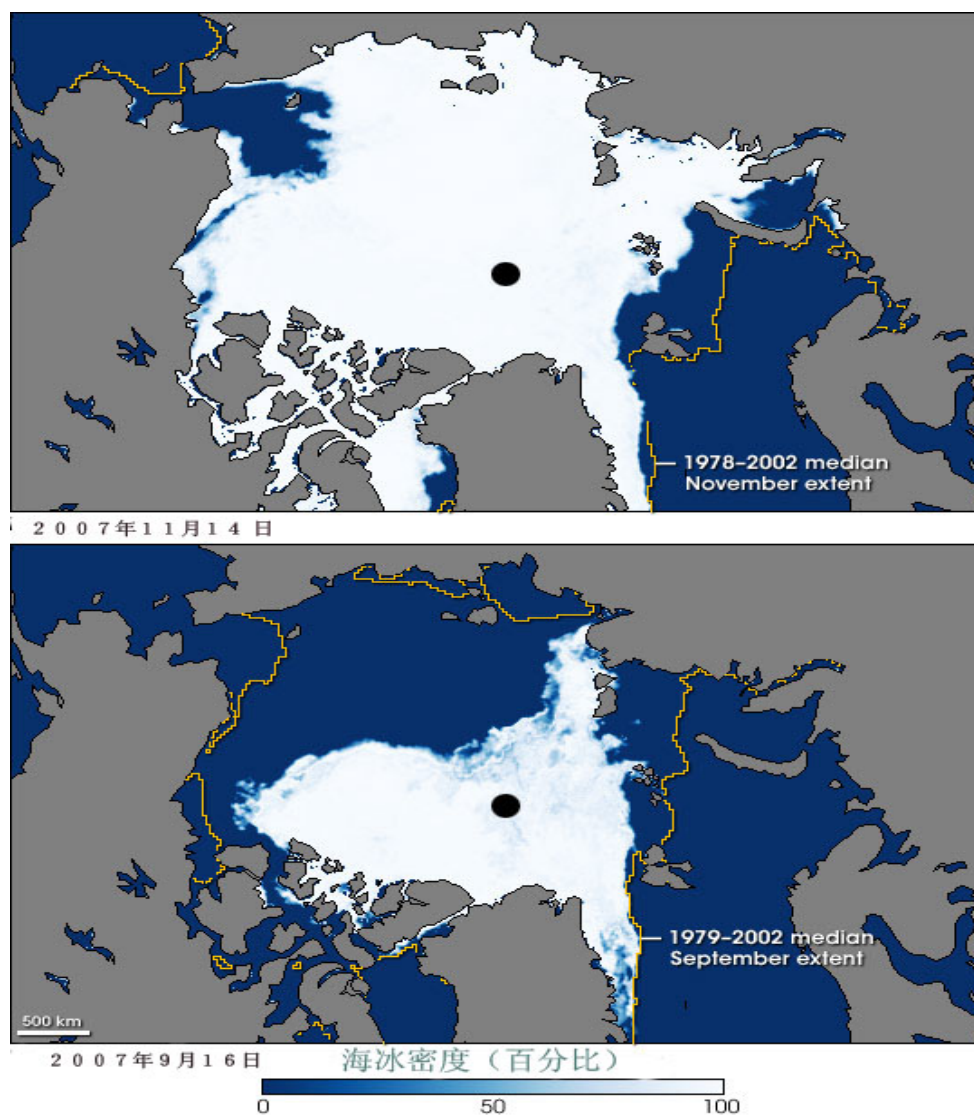 1978–2002 median
November extent
２００７年１１月１４日
1979–2002 median
September extent
500 km
２００７年９月１６日
海冰密度（百分比）
0 50 100